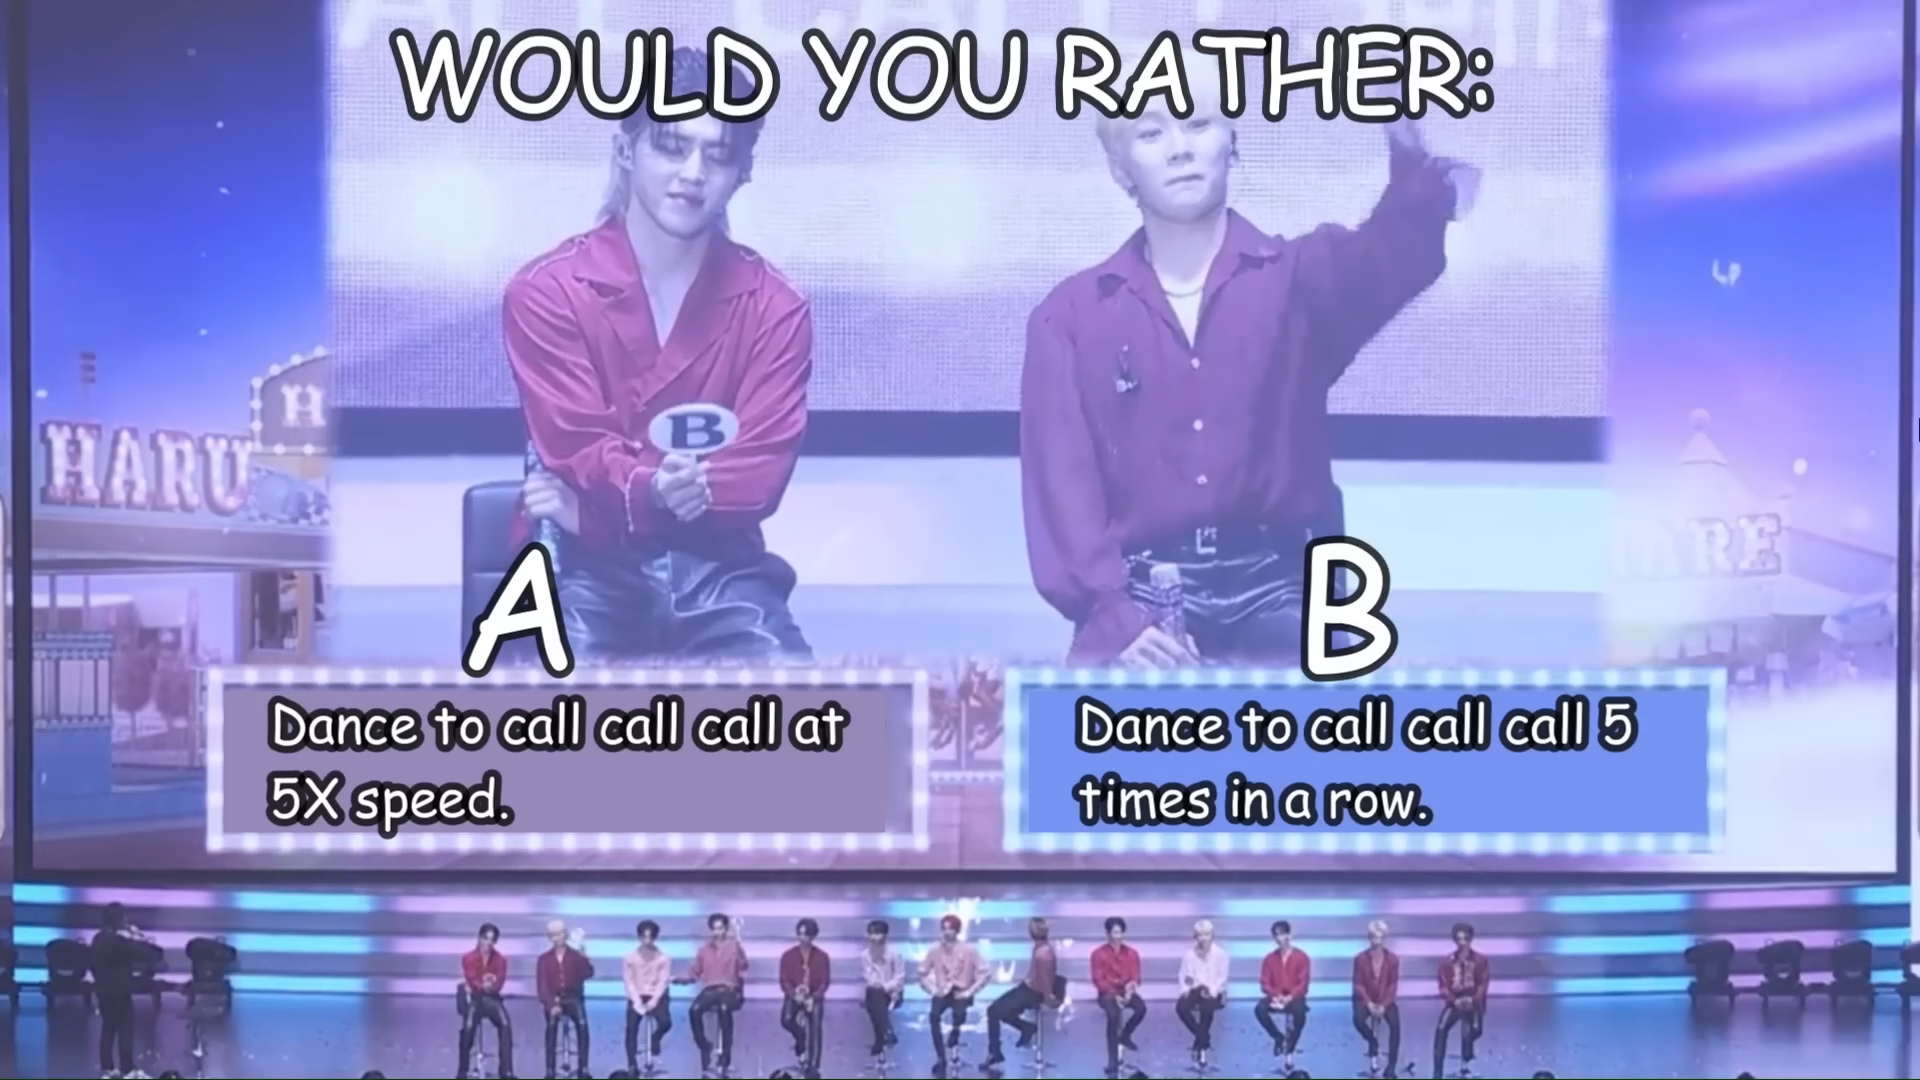 WOULD YOU RATHER:
H
HARU
B
A
B
Dance to call call call at
5X speed.
Dance to call call call 5
times in a row.